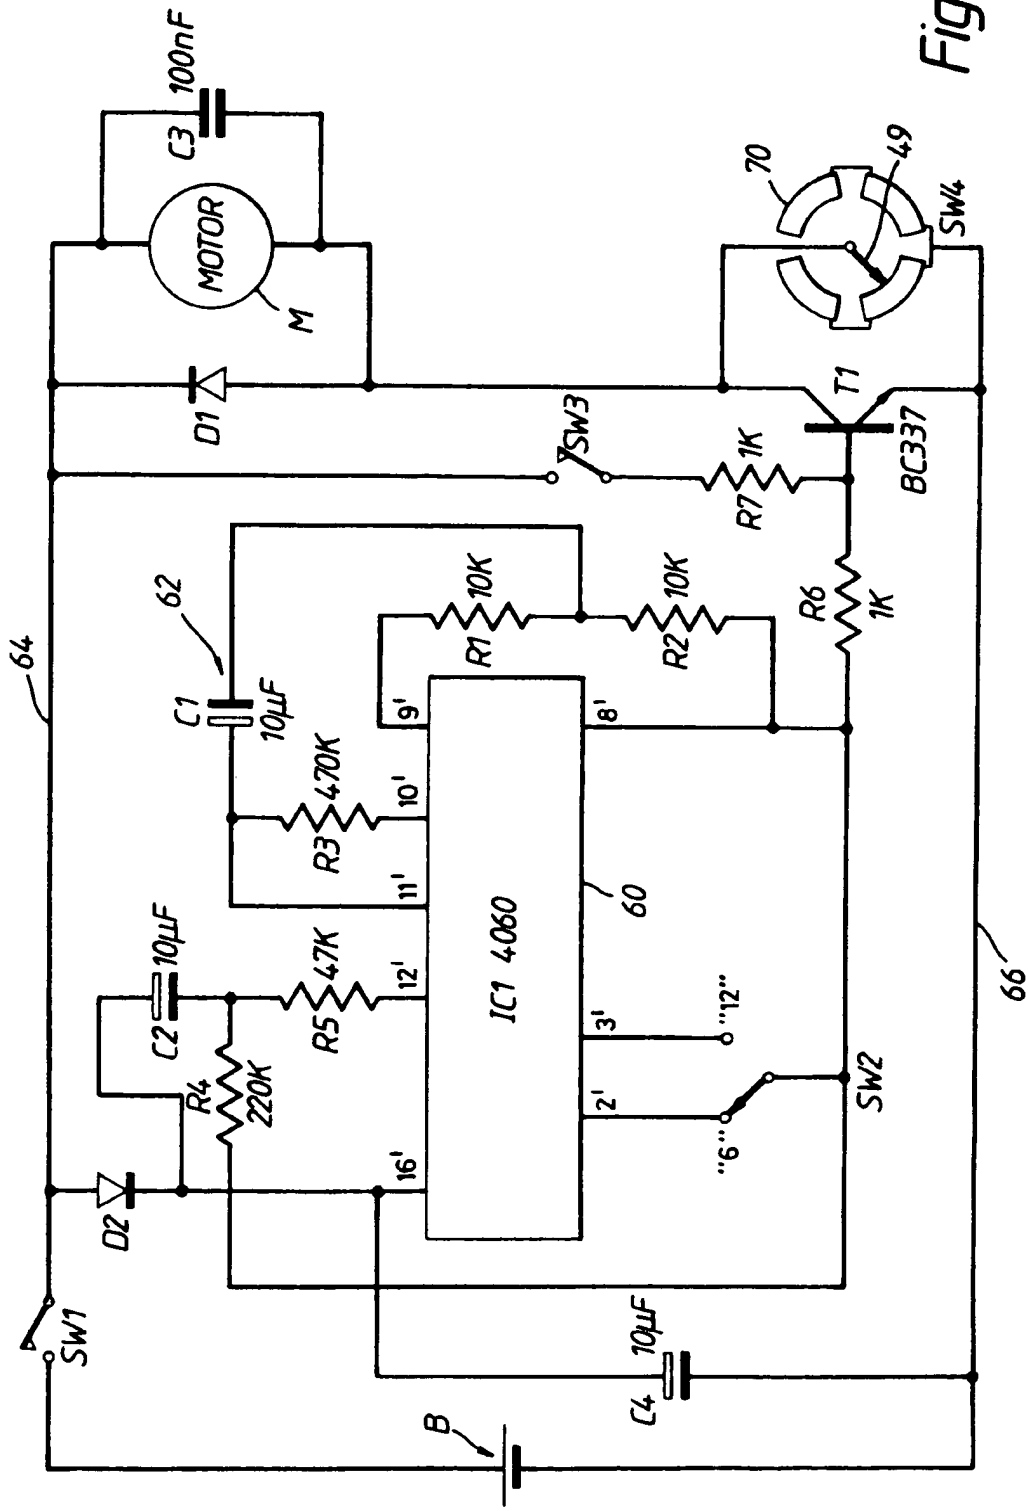 Fig
64
C3 100nF
MOTOR
M
D1
62
C1
10µF
SW3
R3 470K
R1 10K
R2 10K
9'
10'
11'
12'
16'
8'
3'
2'
C2 10µF
R5 47K
R4
220K
D2
SW1
IC1 4060
60
"12"
"6"
SW2
R7 1K
R6
1K
T1
BC337
70
49
SW4
B
C4 10µF
66